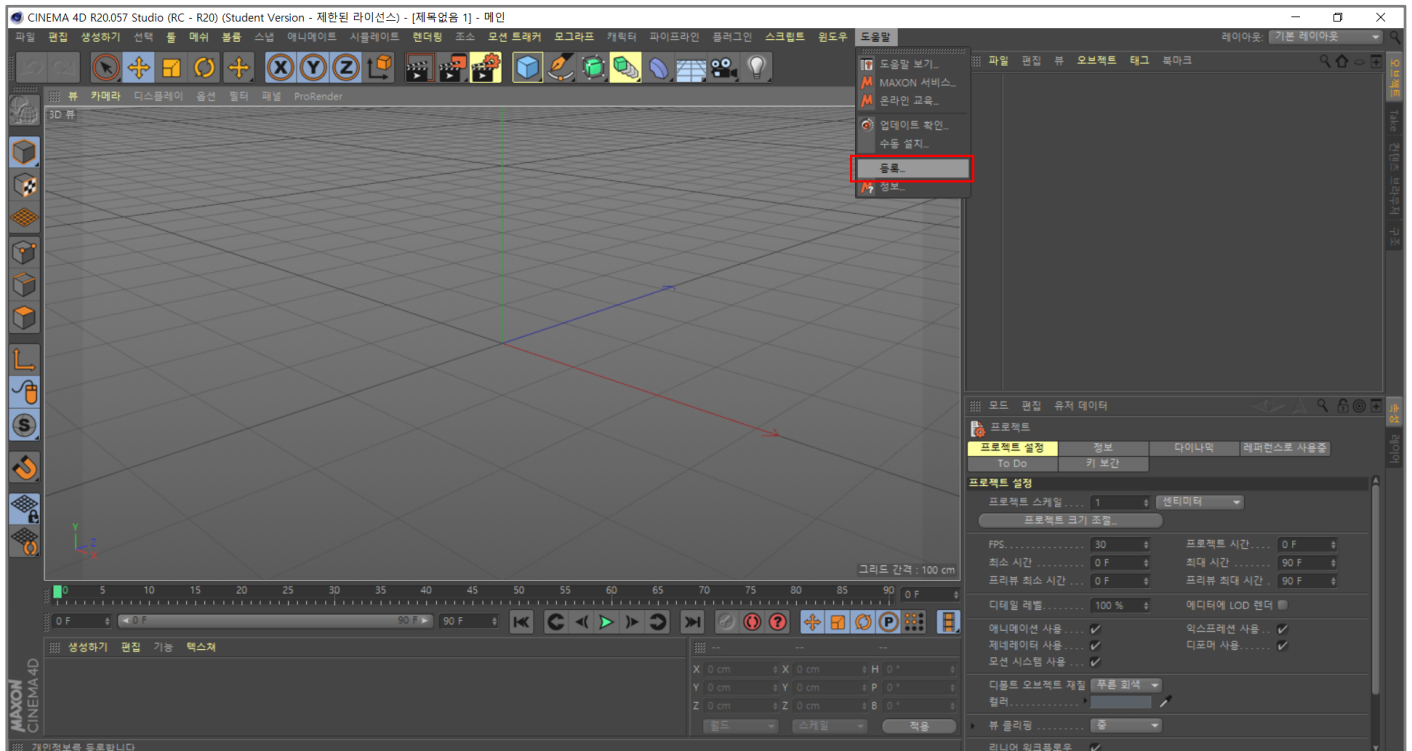 CINEMA 4D R20.057 Studio (RC - R20) (Student Version - 제한된 라이선스) - [제목없음 1] - 메인
파일 편집 생성하기 선택 툴 메쉬 볼륨 스냅 애니메이트 시뮬레이트 렌더링 조소 모션 트래커 모그라프 캐릭터 파이프라인 플러그인 스크립트 윈도우 도움말 레이아웃: 기본 레이아웃
X Y Z
도움말 보기...
MAXON 서비스...
온라인 교육...
업데이트 확인...
수동 설치...
등록...
정보...
뷰 카메라 디스플레이 옵션 필터 패널 ProRender
3D 뷰
Y
Z
X
그리드 간격 : 100 cm
S
파일 편집 뷰 오브젝트 태그 북마크
오브젝트
Take
컨텐츠 브라우저
구조
모드 편집 유저 데이터
속성
레이어
프로젝트
프로젝트 설정 정보 다이나믹 레퍼런스로 사용중
To Do 키 보간
프로젝트 설정
프로젝트 스케일 .... 1 센티미터
프로젝트 크기 조절...
FPS............... 30 프로젝트 시간.... 0 F
최소 시간 ......... 0 F 최대 시간 ........ 90 F
프리뷰 최소 시간 ... 0 F 프리뷰 최대 시간 . 90 F
디테일 레벨........ 100 % 에디터에 LOD 렌더
애니메이션 사용.... 익스프레션 사용..
제네레이터 사용.... 디포머 사용......
모션 시스템 사용 ...
디폴트 오브젝트 재질 푸른 회색
컬러.............
뷰 클리핑 ........ 중
리니어 워크플로우
0 5 10 15 20 25 30 35 40 45 50 55 60 65 70 75 80 85 90 0 F
0 F 0 F 90 F 90 F
P
생성하기 편집 기능 텍스쳐
-- -- --
X 0 cm X 0 cm H 0 °
Y 0 cm Y 0 cm P 0 °
Z 0 cm Z 0 cm B 0 °
월드 스케일 적용
MAXON
CINEMA 4D
개인정보를 등록합니다